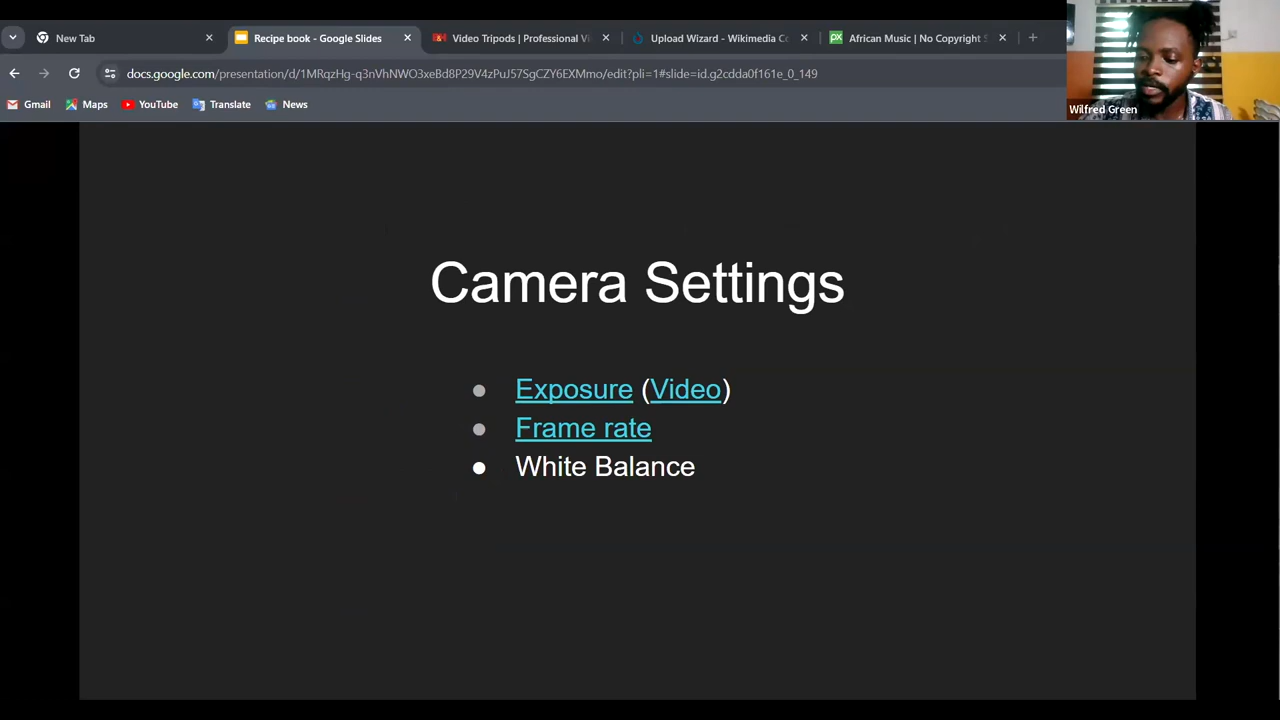 New Tab
Recipe book - Google Slides
Video Tripods | Professional Vi
Upload Wizard - Wikimedia Co
African Music | No Copyright S
docs.google.com/presentation/d/1MRqzHg-q3nVhNWO3xeBd8P29V4zPuJ7SgCZY6EXMmo/edit?pli=1#slide=id.g2cdda0f161e_0_149
Gmail
Maps
YouTube
Translate
News
Wilfred Green
Camera Settings
● Exposure (Video)
● Frame rate
● White Balance